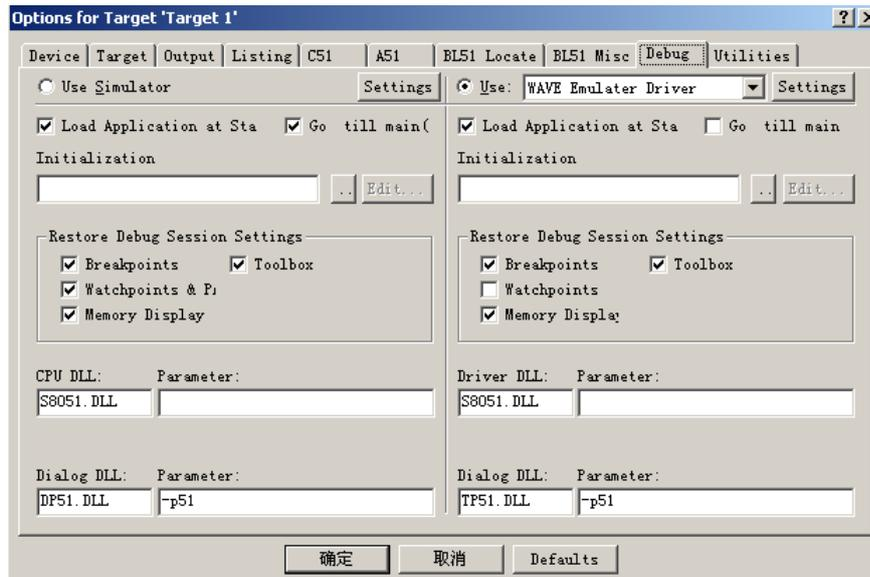 Options for Target 'Target 1'
Device Target Output Listing C51 A51 BL51 Locate BL51 Misc Debug Utilities
Use Simulator Settings
Use: WAVE Emulater Driver Settings
Load Application at Sta Go till main(
Load Application at Sta Go till main
Initialization
Initialization
.. Edit...
.. Edit...
Restore Debug Session Settings
Breakpoints Toolbox
Watchpoints & Pa
Memory Display
Restore Debug Session Settings
Breakpoints Toolbox
Watchpoints
Memory Display
CPU DLL: Parameter:
S8051.DLL
Driver DLL: Parameter:
S8051.DLL
Dialog DLL: Parameter:
DP51.DLL -p51
Dialog DLL: Parameter:
TP51.DLL -p51
确定 取消 Defaults